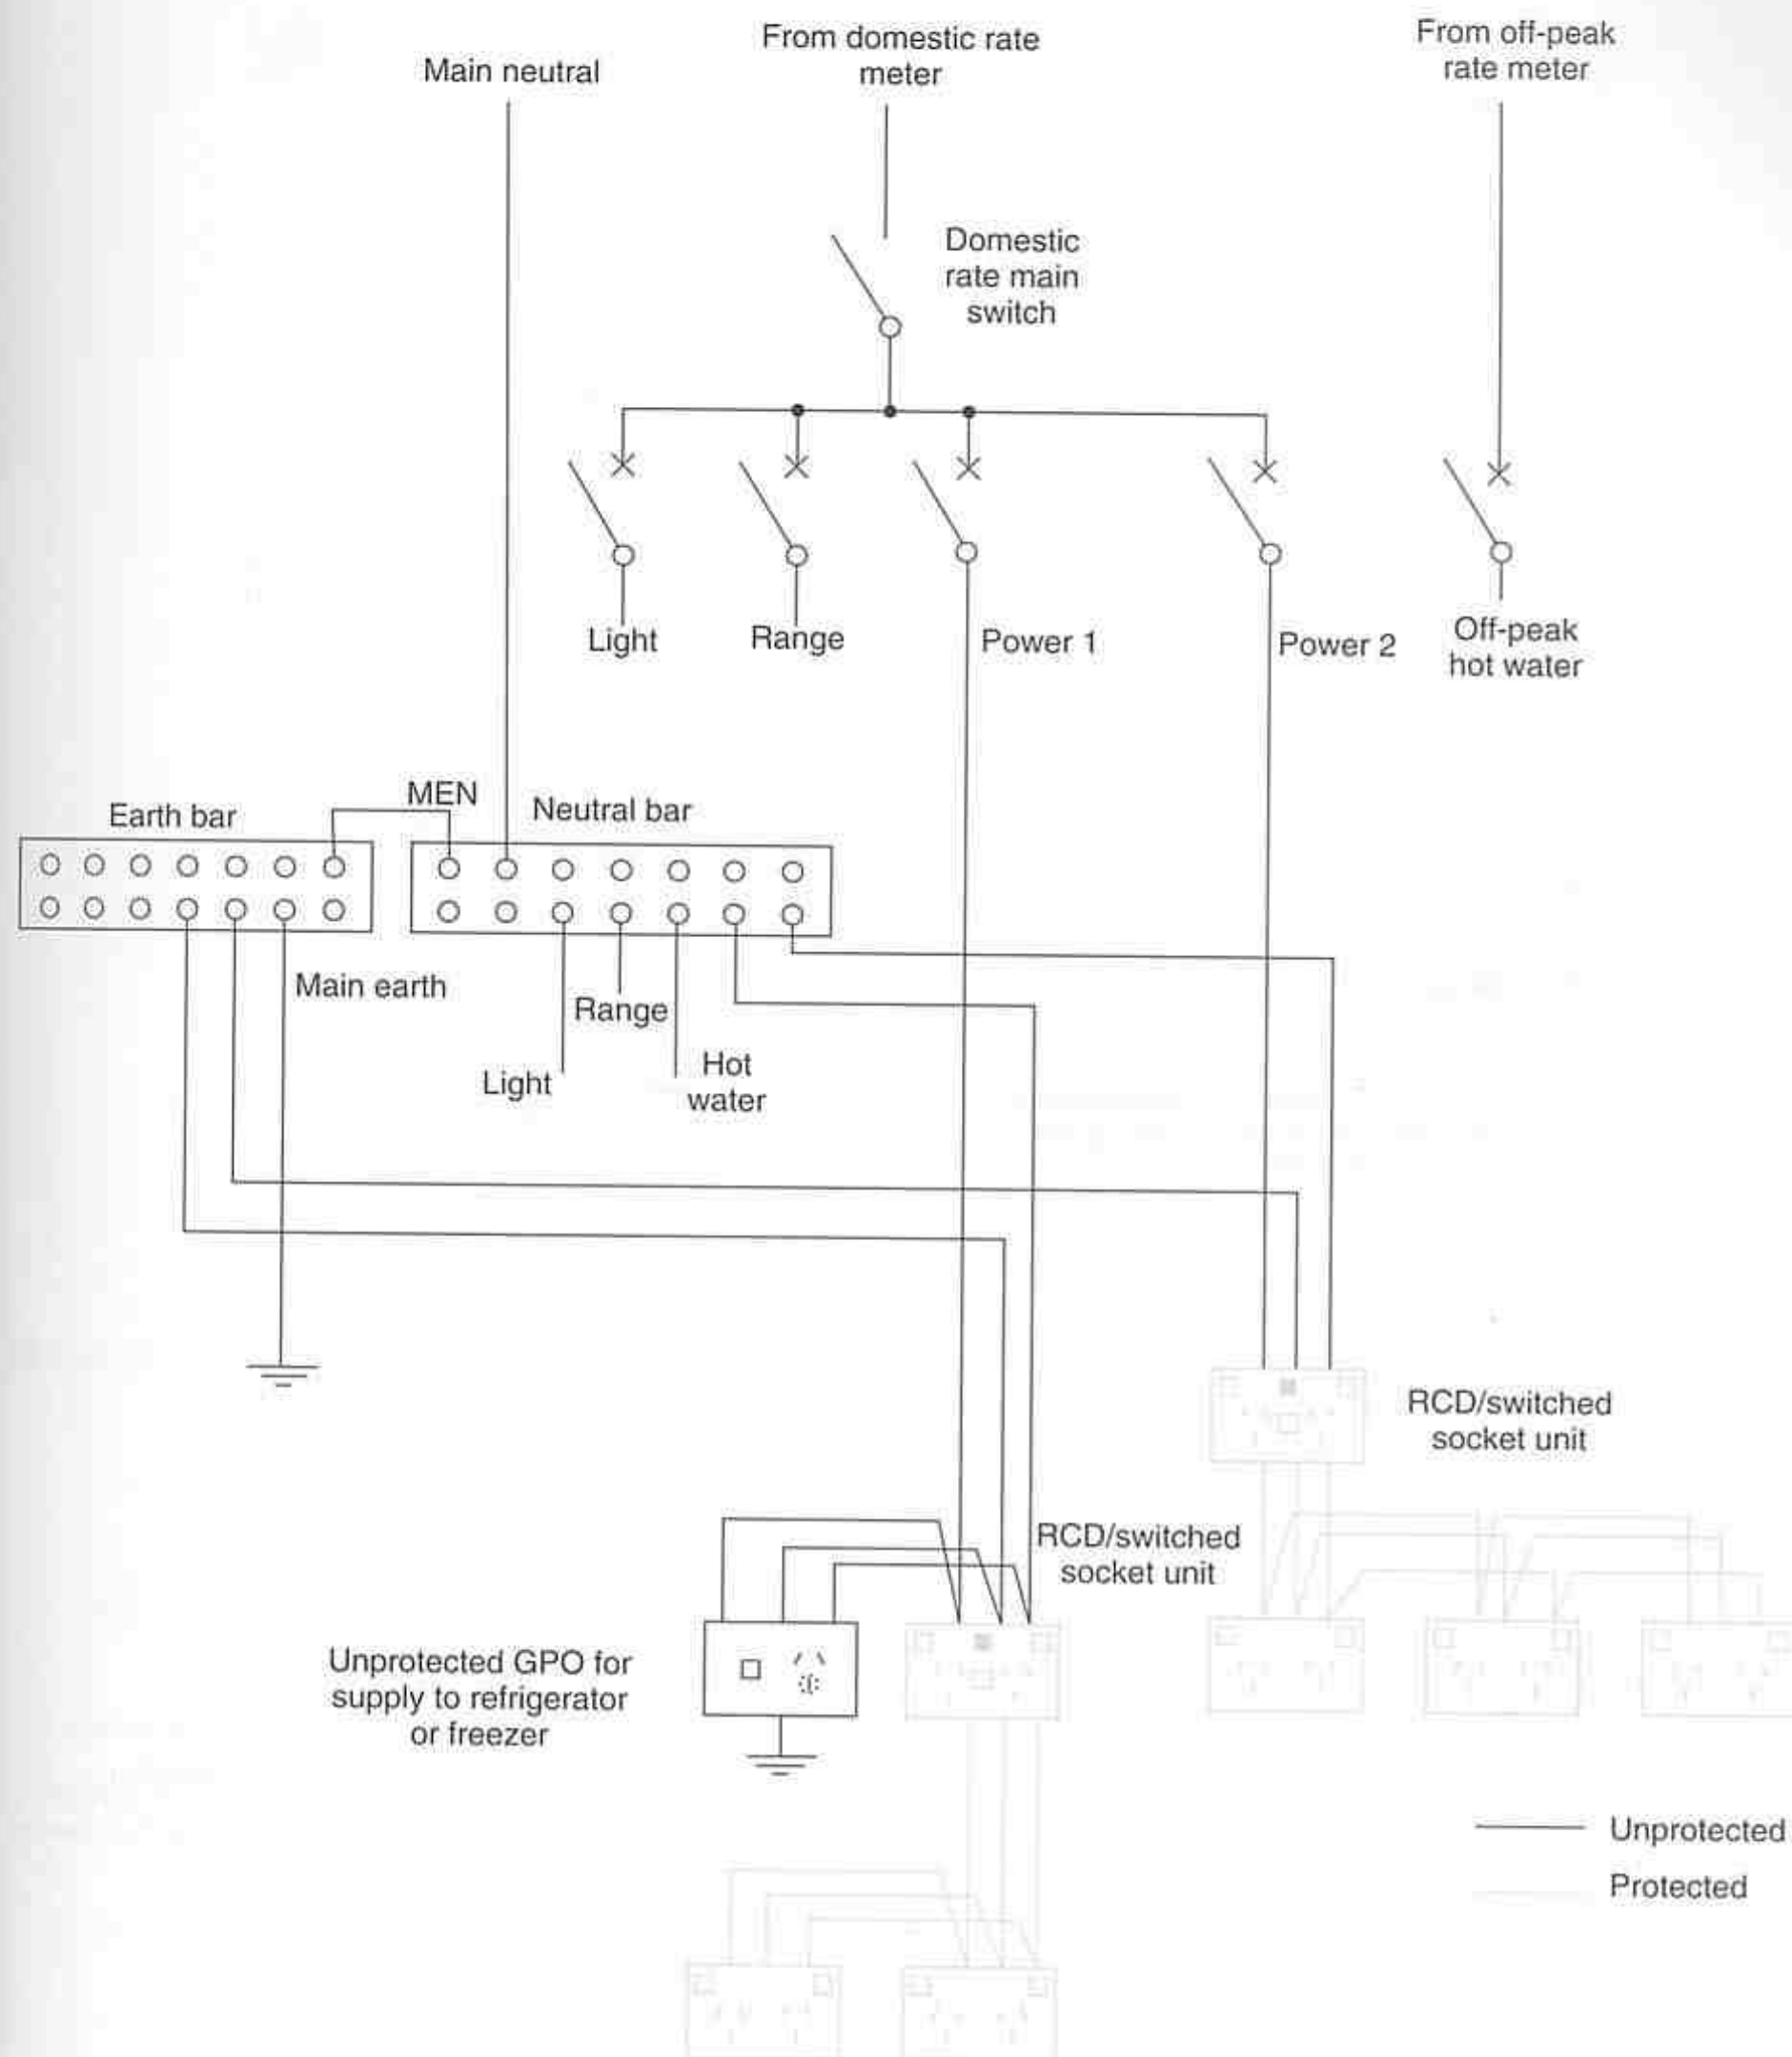 Main neutral
From domestic rate
meter
From off-peak
rate meter
Domestic
rate main
switch
Light
Range
Power 1
Power 2
Off-peak
hot water
Earth bar
MEN
Neutral bar
Main earth
Range
Light
Hot
water
RCD/switched
socket unit
RCD/switched
socket unit
Unprotected GPO for
supply to refrigerator
or freezer
Unprotected
Protected